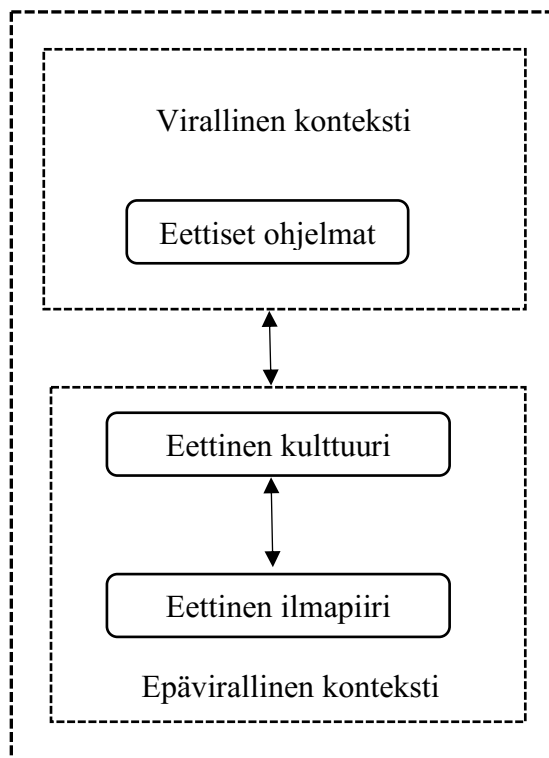 Virallinen konteksti
Eettiset ohjelmat
Eettinen kulttuuri
Eettinen ilmapiiri
Epävirallinen konteksti